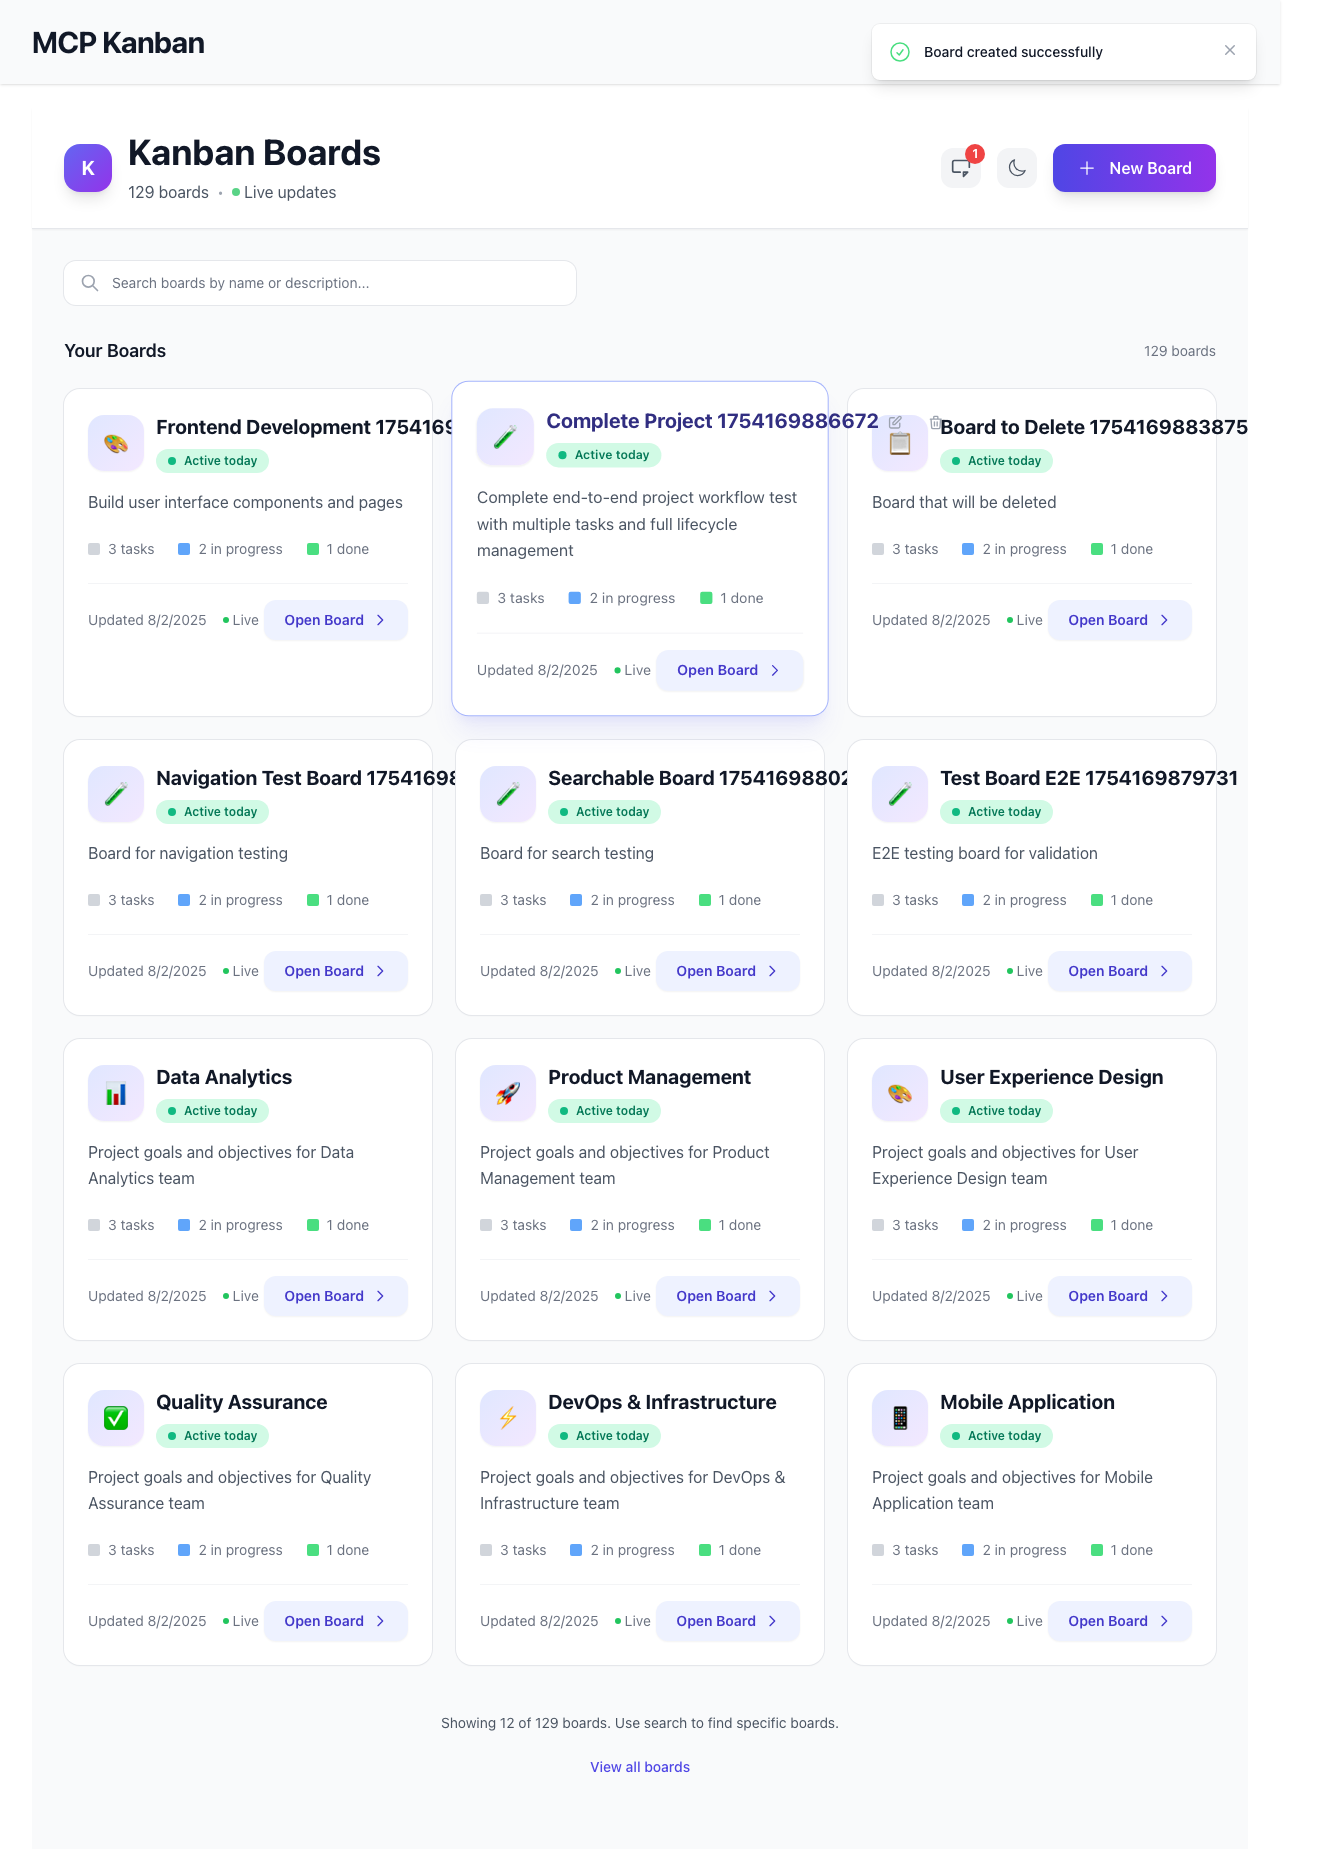 MCP Kanban
Board created successfully
K
Kanban Boards
129 boards • Live updates
1
New Board
Search boards by name or description...
Your Boards
129 boards
Frontend Development 1754169
Active today
Build user interface components and pages
3 tasks 2 in progress 1 done
Updated 8/2/2025 Live Open Board
Complete Project 1754169886672
Active today
Complete end-to-end project workflow test
with multiple tasks and full lifecycle
management
3 tasks 2 in progress 1 done
Updated 8/2/2025 Live Open Board
Board to Delete 1754169883875
Active today
Board that will be deleted
3 tasks 2 in progress 1 done
Updated 8/2/2025 Live Open Board
Navigation Test Board 17541698
Active today
Board for navigation testing
3 tasks 2 in progress 1 done
Updated 8/2/2025 Live Open Board
Searchable Board 17541698802
Active today
Board for search testing
3 tasks 2 in progress 1 done
Updated 8/2/2025 Live Open Board
Test Board E2E 1754169879731
Active today
E2E testing board for validation
3 tasks 2 in progress 1 done
Updated 8/2/2025 Live Open Board
Data Analytics
Active today
Project goals and objectives for Data
Analytics team
3 tasks 2 in progress 1 done
Updated 8/2/2025 Live Open Board
Product Management
Active today
Project goals and objectives for Product
Management team
3 tasks 2 in progress 1 done
Updated 8/2/2025 Live Open Board
User Experience Design
Active today
Project goals and objectives for User
Experience Design team
3 tasks 2 in progress 1 done
Updated 8/2/2025 Live Open Board
Quality Assurance
Active today
Project goals and objectives for Quality
Assurance team
3 tasks 2 in progress 1 done
Updated 8/2/2025 Live Open Board
DevOps & Infrastructure
Active today
Project goals and objectives for DevOps &
Infrastructure team
3 tasks 2 in progress 1 done
Updated 8/2/2025 Live Open Board
Mobile Application
Active today
Project goals and objectives for Mobile
Application team
3 tasks 2 in progress 1 done
Updated 8/2/2025 Live Open Board
Showing 12 of 129 boards. Use search to find specific boards.
View all boards